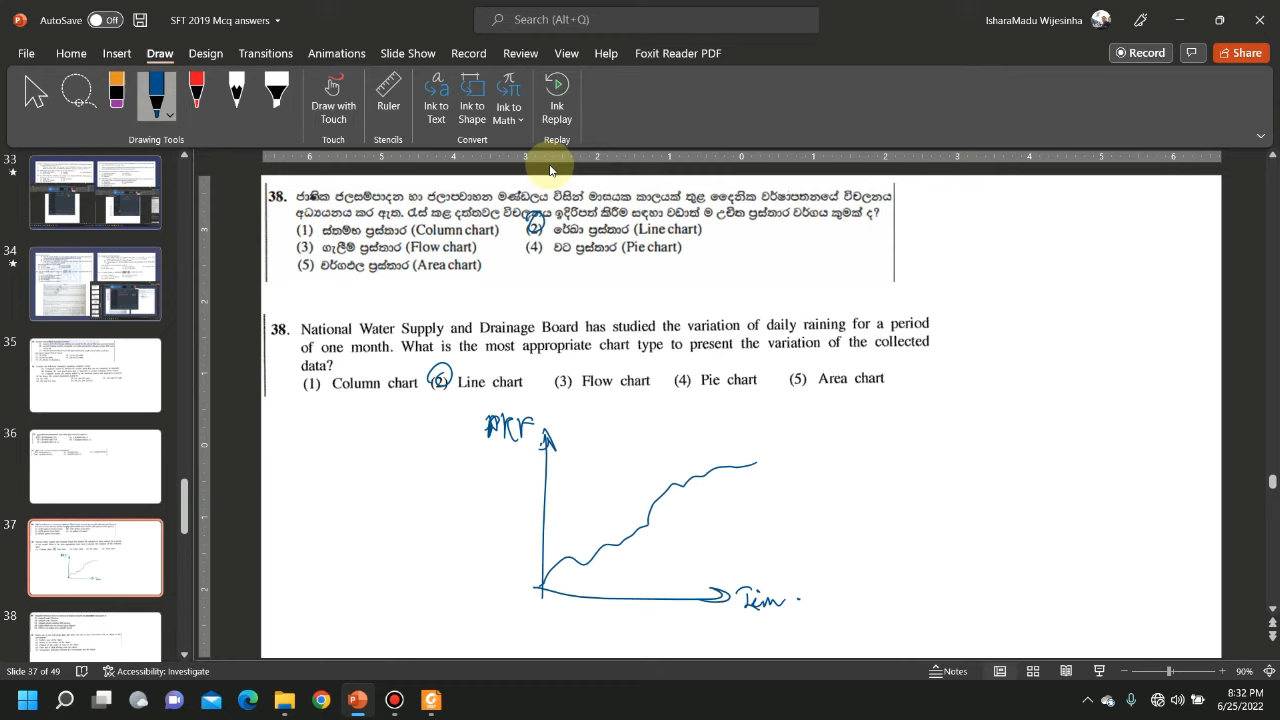 AutoSave Off SFT 2019 Mcq answers Search (Alt+Q) IsharaMadu Wijesinha
File Home Insert Draw Design Transitions Animations Slide Show Record Review View Help Foxit Reader PDF Record Share
Draw with Touch Ruler Ink to Text Ink to Shape Ink to Math Ink Replay
Drawing Tools Touch Stencils Convert Replay
33
34
35
36
37
38
38. ජාතික ජලසම්පාදන හා ජලාපවාහන මණ්ඩලය විසින් මාසයක කාලයක් තුළ දෛනික වර්ෂාපතනයේ විචලනය
අධ්‍යයනය කර ඇත. රැස් කළ දත්තවල විචලනය ඉදිරිපත් කිරීම සඳහා වඩාත් ම උචිත ප්‍රස්තාර වර්ගය කුමක් ද?
(1) ස්තම්භ ප්‍රස්තාර (Column chart) රේඛා ප්‍රස්තාර (Line chart)
(3) ගැලීම් ප්‍රස්තාර (Flow chart) (4) වට ප්‍රස්තාර (Pie chart)
(5) වර්ගඵල ප්‍රස්තාර (Area chart)
38. National Water Supply and Drainage Board has studied the variation of daily raining for a period
of one month. What is the most appropriate chart type to present the variation of the collected
data?
(1) Column chart (2) Line chart (3) Flow chart (4) Pie chart (5) Area chart
Slide 37 of 49 Accessibility: Investigate Notes 90%
8:32 PM
6/25/2022